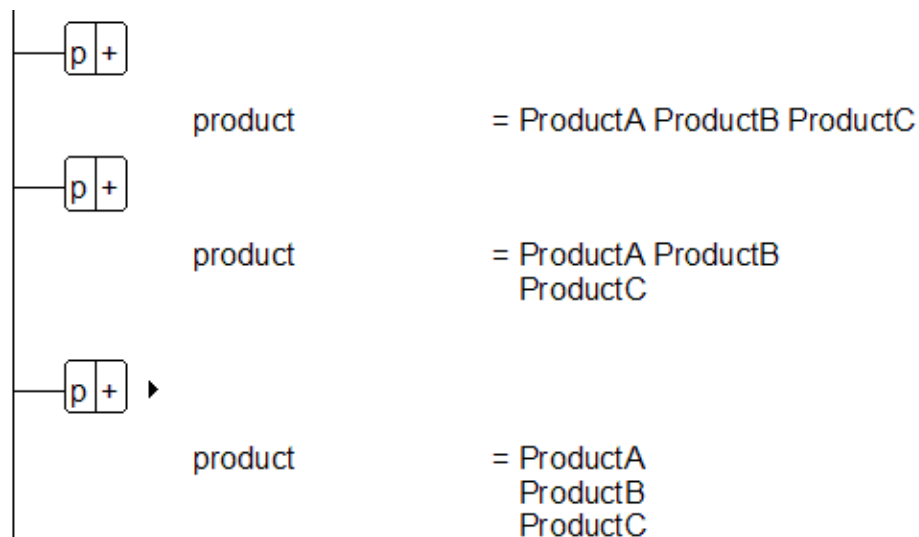 p +
product = ProductA ProductB ProductC
p +
product = ProductA ProductB
ProductC
p +
product = ProductA
ProductB
ProductC